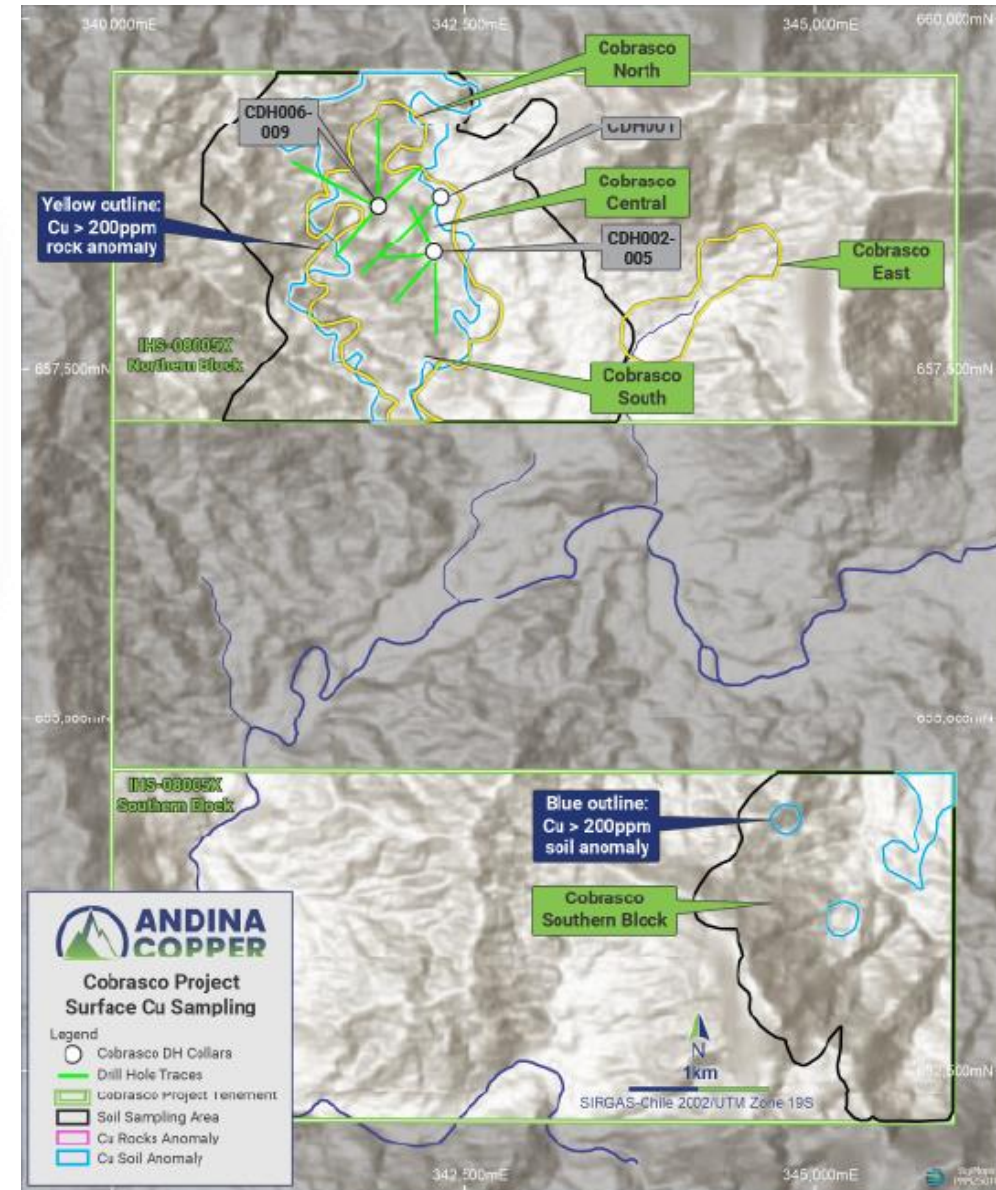 340,000mE
342,500mE
345,000mE
660,000mN
Cobrasco
North
CDH006-
009
CDH001
Cobrasco
Central
Yellow outline:
Cu > 200ppm
rock anomaly
CDH002-
005
Cobrasco
East
IHS-08005X
Northern Block
657,500mN
657,500mN
Cobrasco
South
IHS-08005X
Southern Block
Blue outline:
Cu > 200ppm
soil anomaly
Cobrasco
Southern Block
ANDINA
COPPER
Cobrasco Project
Surface Cu Sampling
Legend
Cobrasco DH Collars
Drill Hole Traces
Cobrasco Project Tenement
Soil Sampling Area
Cu Rocks Anomaly
Cu Soil Anomaly
N
1km
SIRGAS-Chile 2002/UTM Zone 19S
342,500mE
345,000mE